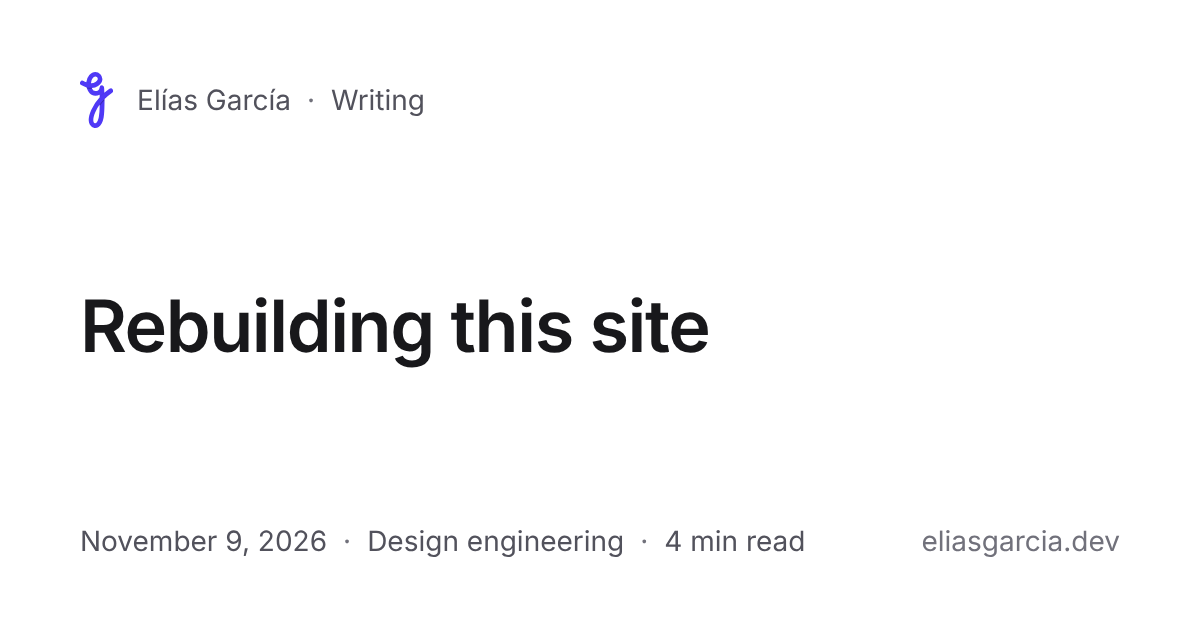 Elías García · Writing
Rebuilding this site
November 9, 2026 · Design engineering · 4 min read
eliasgarcia.dev